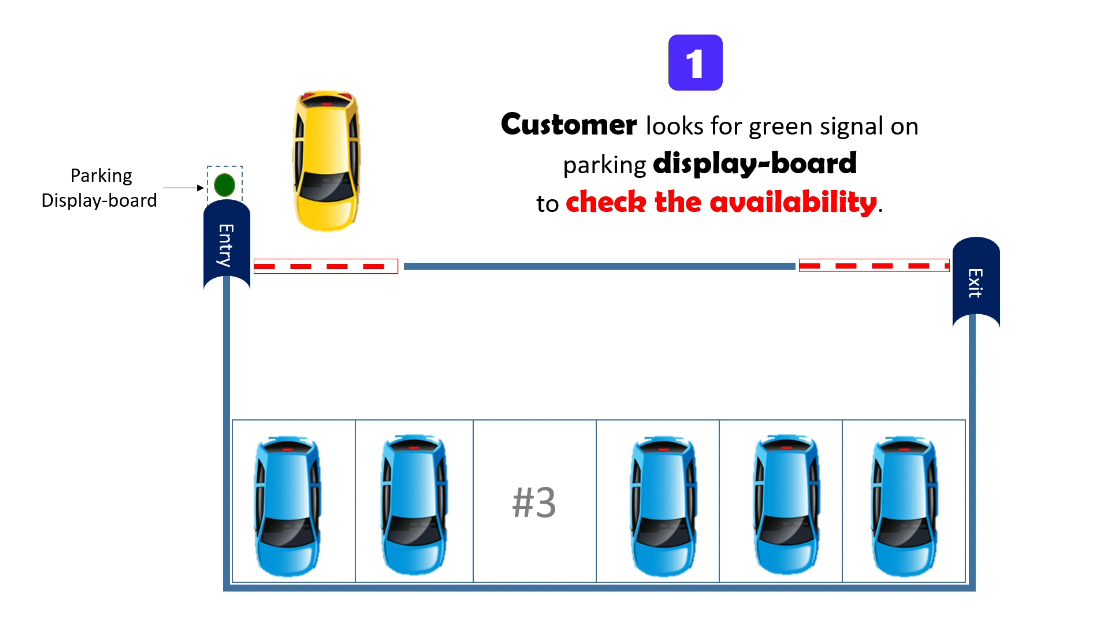 1
Customer looks for green signal on
parking display-board
to check the availability.
Parking
Display-board
Entry
Exit
#3